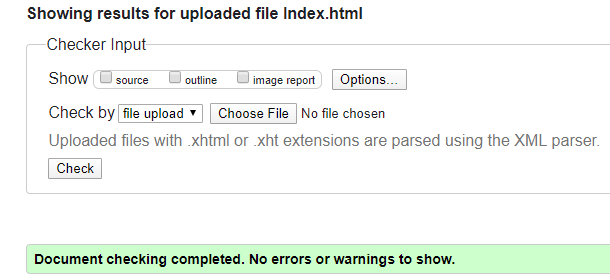 Showing results for uploaded file Index.html
Checker Input
Show source outline image report Options...
Check by file upload Choose File No file chosen
Uploaded files with .xhtml or .xht extensions are parsed using the XML parser.
Check
Document checking completed. No errors or warnings to show.